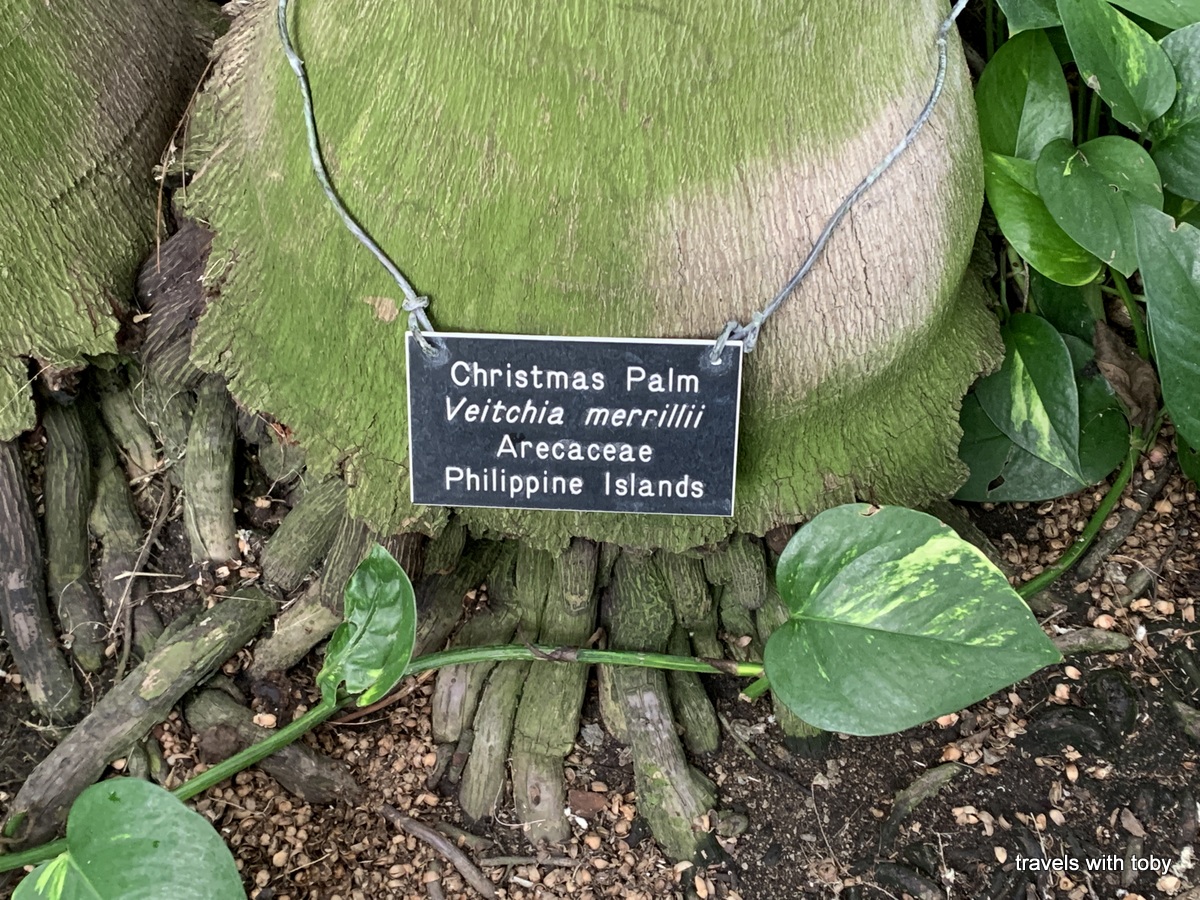 Christmas Palm
Veitchia merrillii
Arecaceae
Philippine Islands
travels with toby